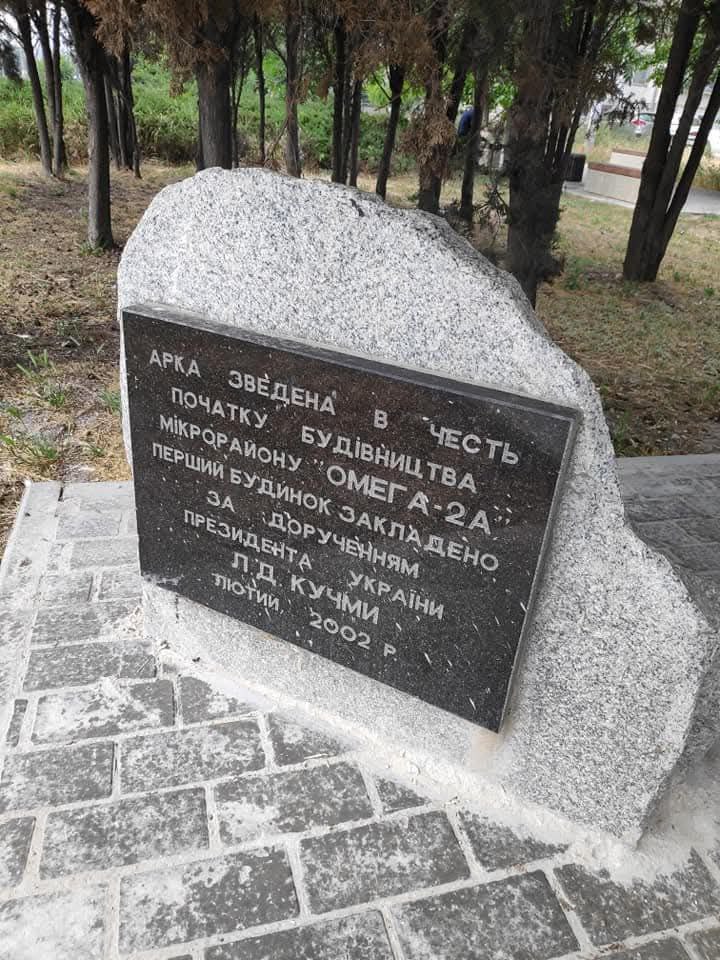 АРКА ЗВЕДЕНА В ЧЕСТЬ
ПОЧАТКУ БУДІВНИЦТВА
МІКРОРАЙОНУ "ОМЕГА-2А"
ПЕРШИЙ БУДИНОК ЗАКЛАДЕНО
ЗА ДОРУЧЕННЯМ
ПРЕЗИДЕНТА УКРАЇНИ
Л.Д. КУЧМИ
ЛЮТИЙ, 2002 р